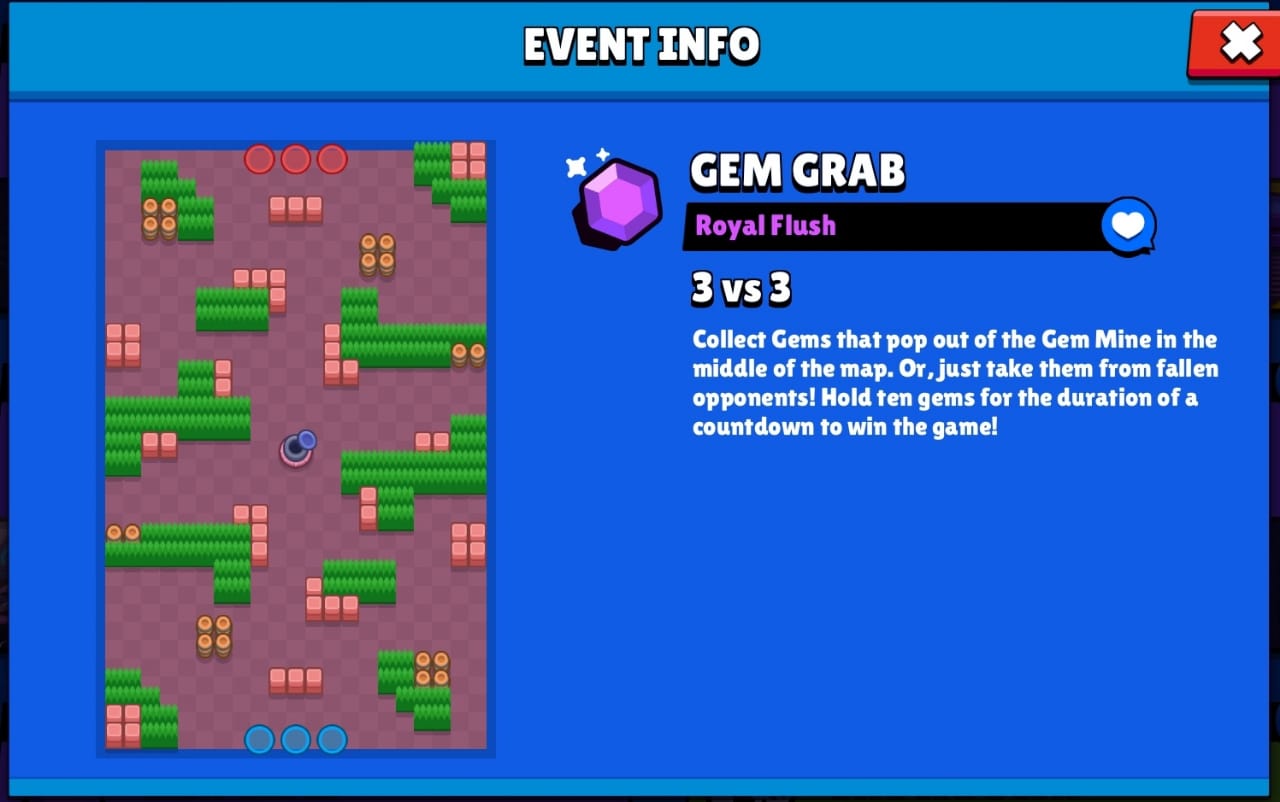 EVENT INFO
GEM GRAB
Royal Flush
3 vs 3
Collect Gems that pop out of the Gem Mine in the
middle of the map. Or, just take them from fallen
opponents! Hold ten gems for the duration of a
countdown to win the game!